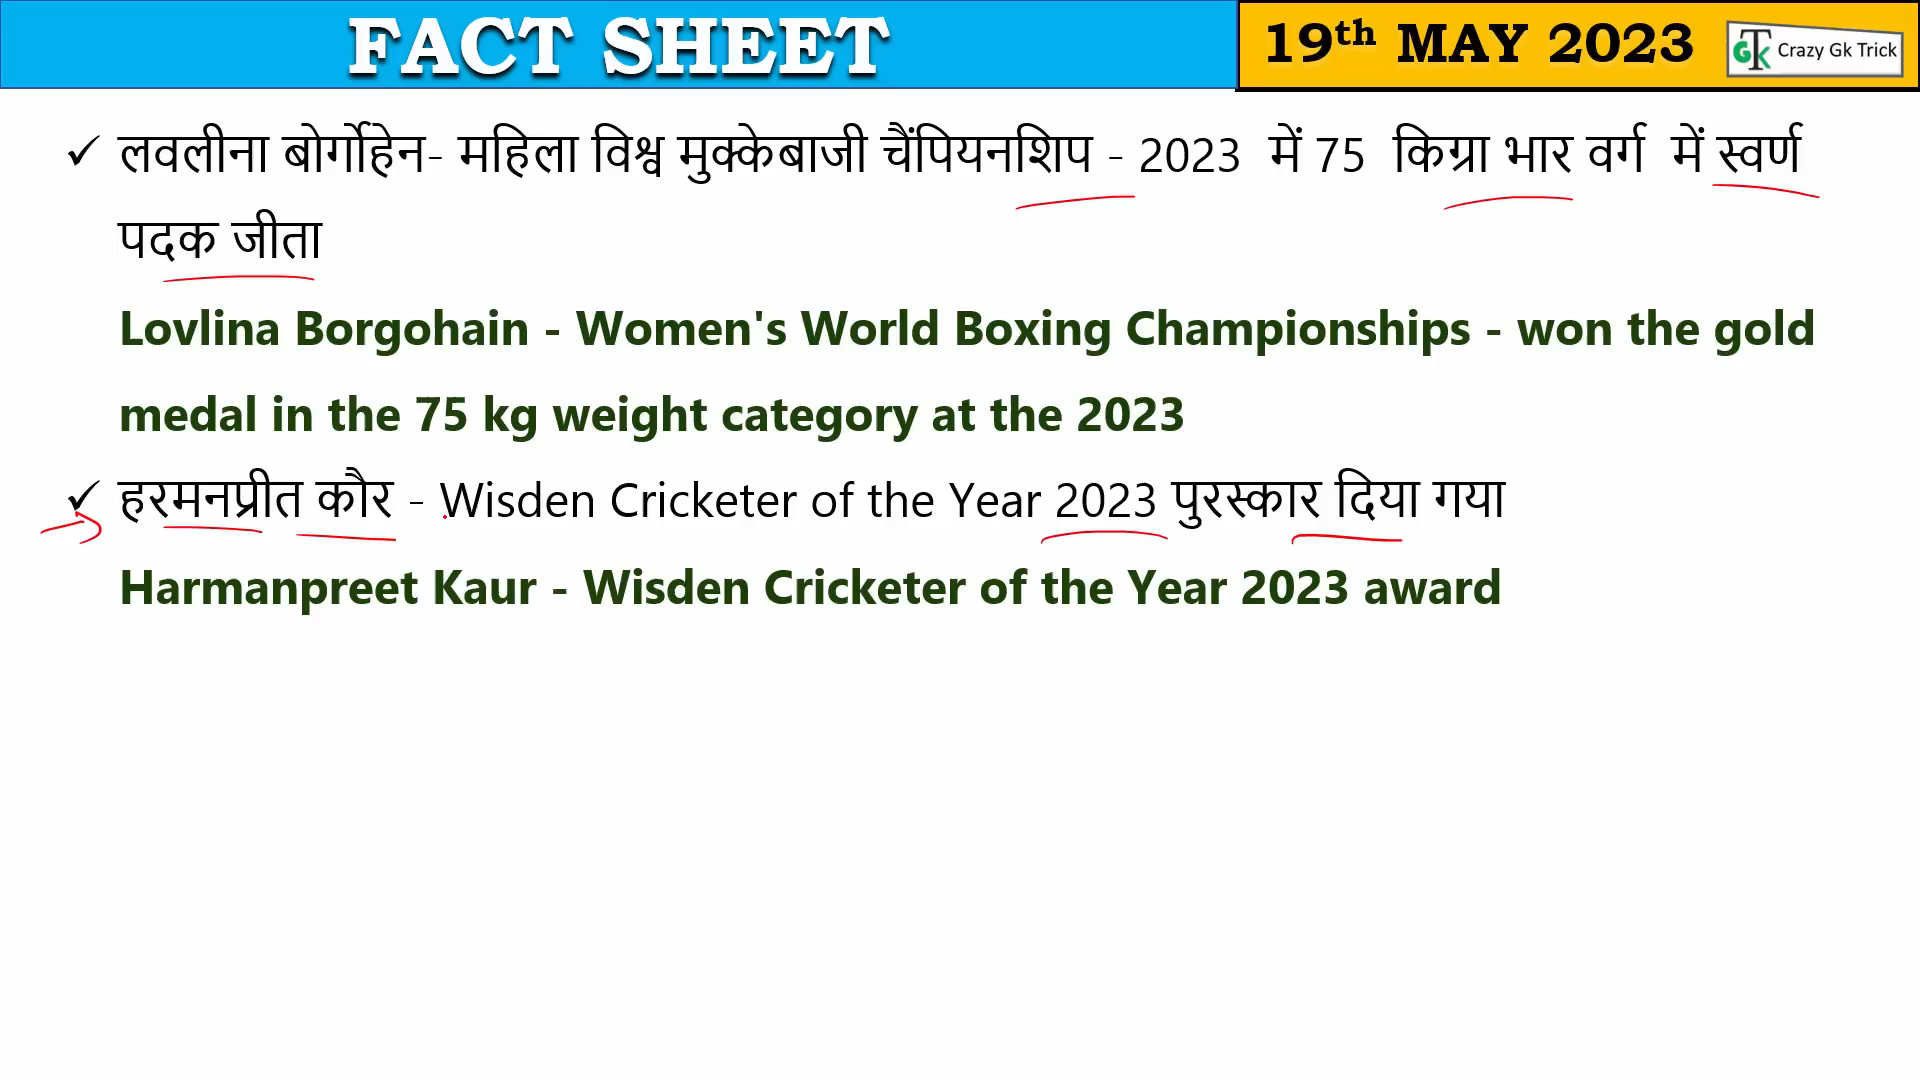 FACT SHEET
19th MAY 2023
GTK Crazy Gk Trick
✓ लवलीना बोर्गोहेन- महिला विश्व मुक्केबाजी चैंपियनशिप - 2023 में 75 किग्रा भार वर्ग में स्वर्ण
पदक जीता
Lovlina Borgohain - Women's World Boxing Championships - won the gold
medal in the 75 kg weight category at the 2023
✓ हरमनप्रीत कौर - Wisden Cricketer of the Year 2023 पुरस्कार दिया गया
Harmanpreet Kaur - Wisden Cricketer of the Year 2023 award